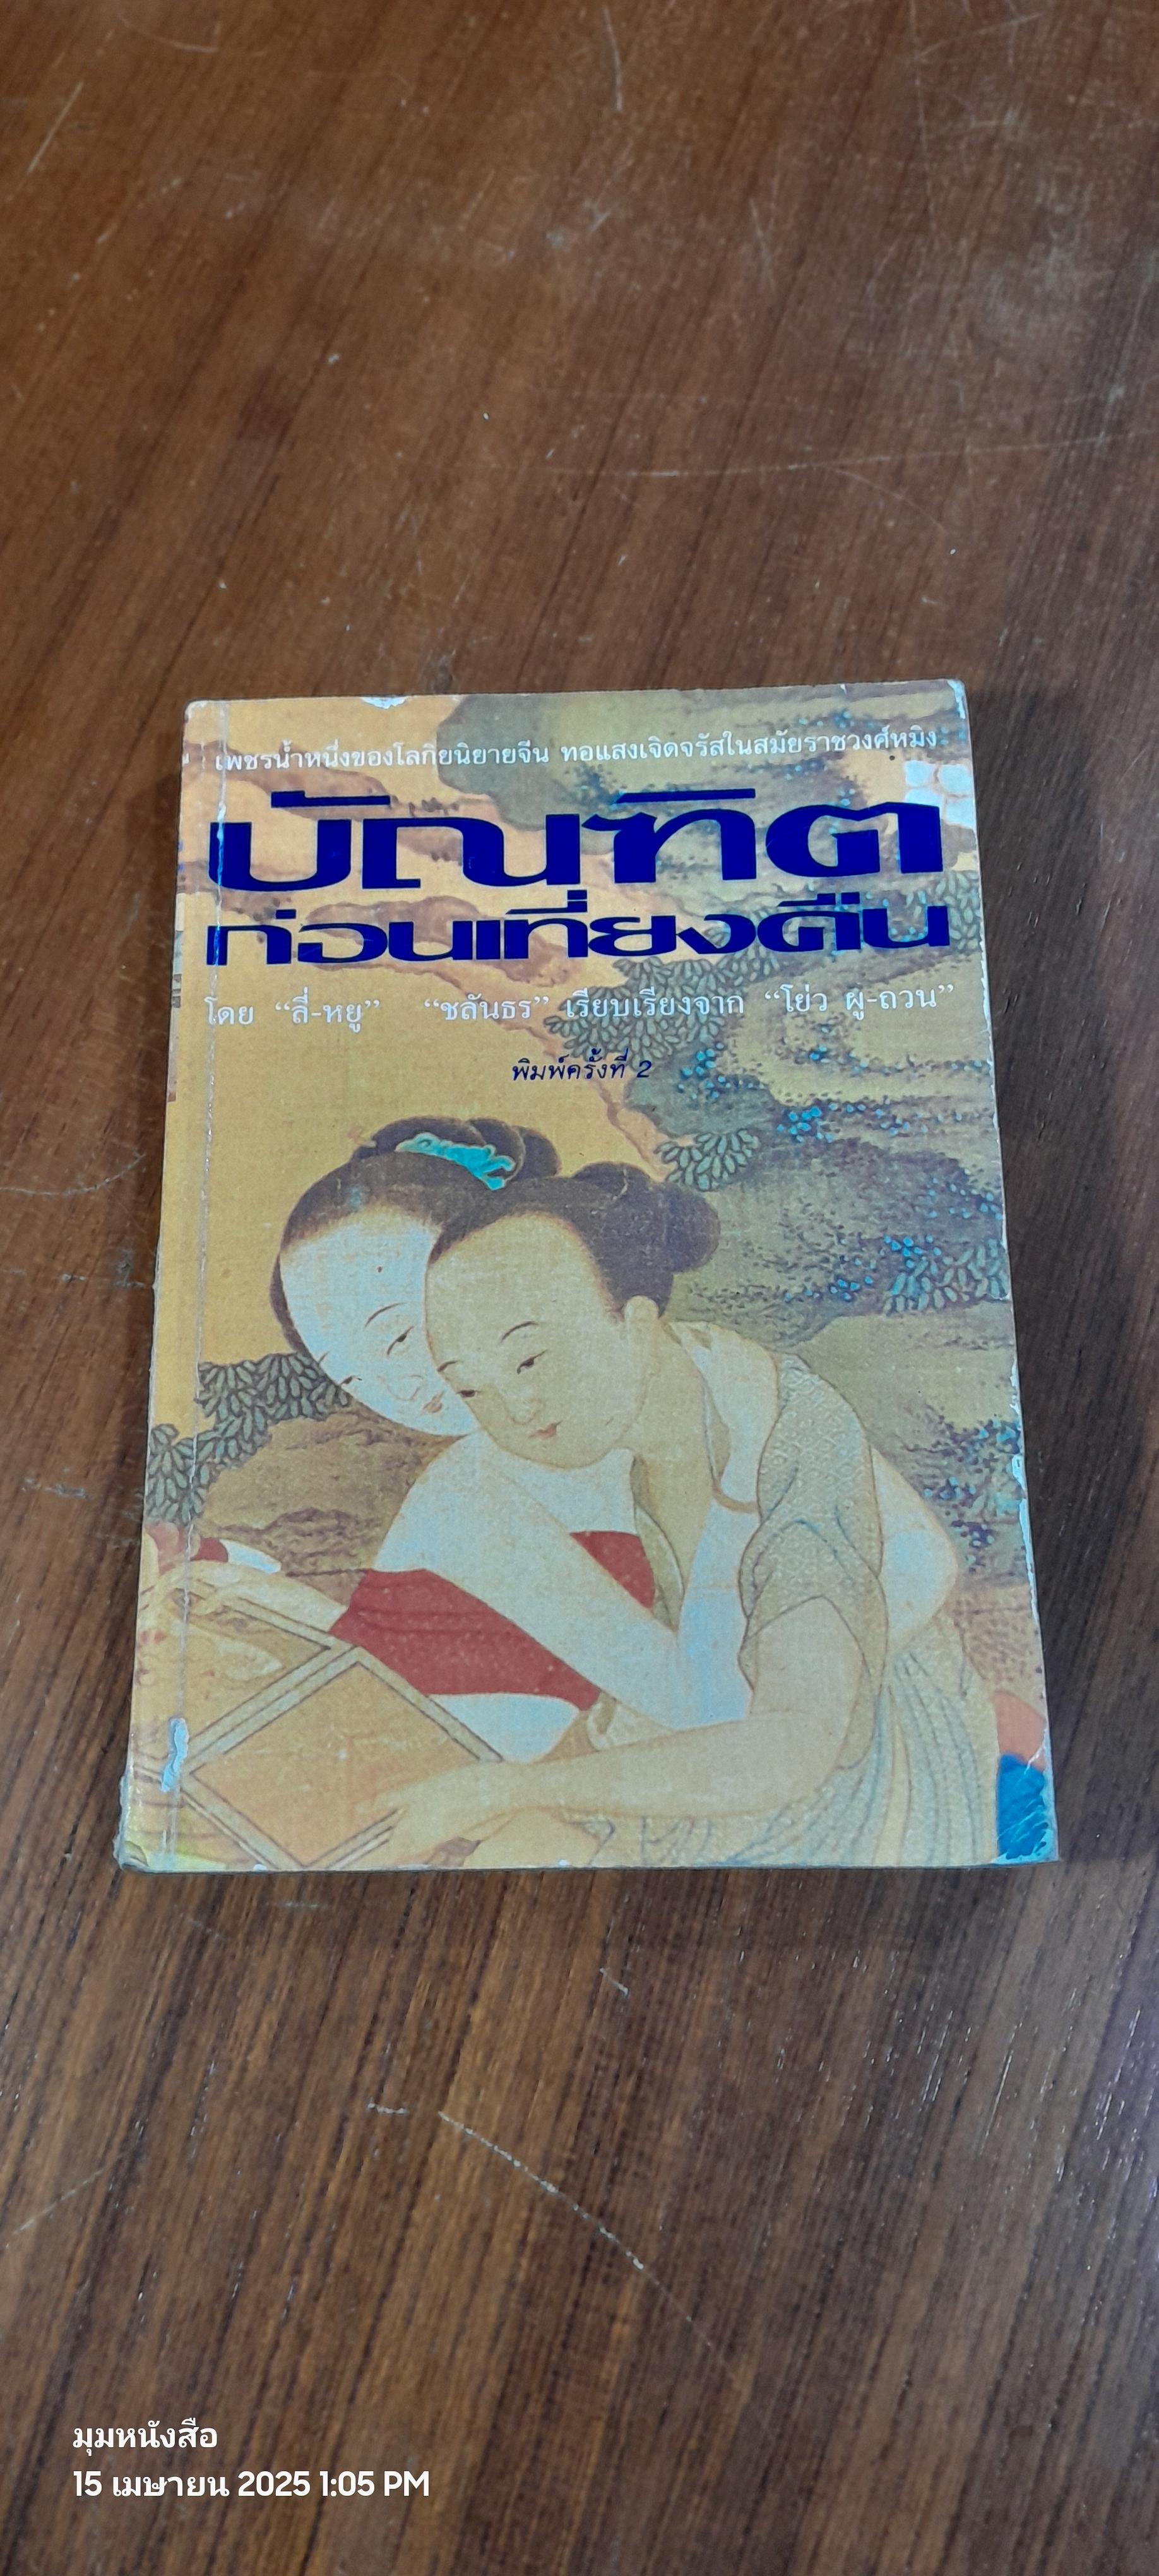 เพชรน้ำหนึ่งของโลกิยนิยายจีน ทอแสงเจิดจรัสในสมัยราชวงศ์หมิง
บัณฑิต
ก่อนเที่ยงคืน
โดย “ลี่-หยู” “ชลันธร” เรียบเรียงจาก “โย่ว ผู-ถวน”
พิมพ์ครั้งที่ 2
มุมหนังสือ
15 เมษายน 2025 1:05 PM